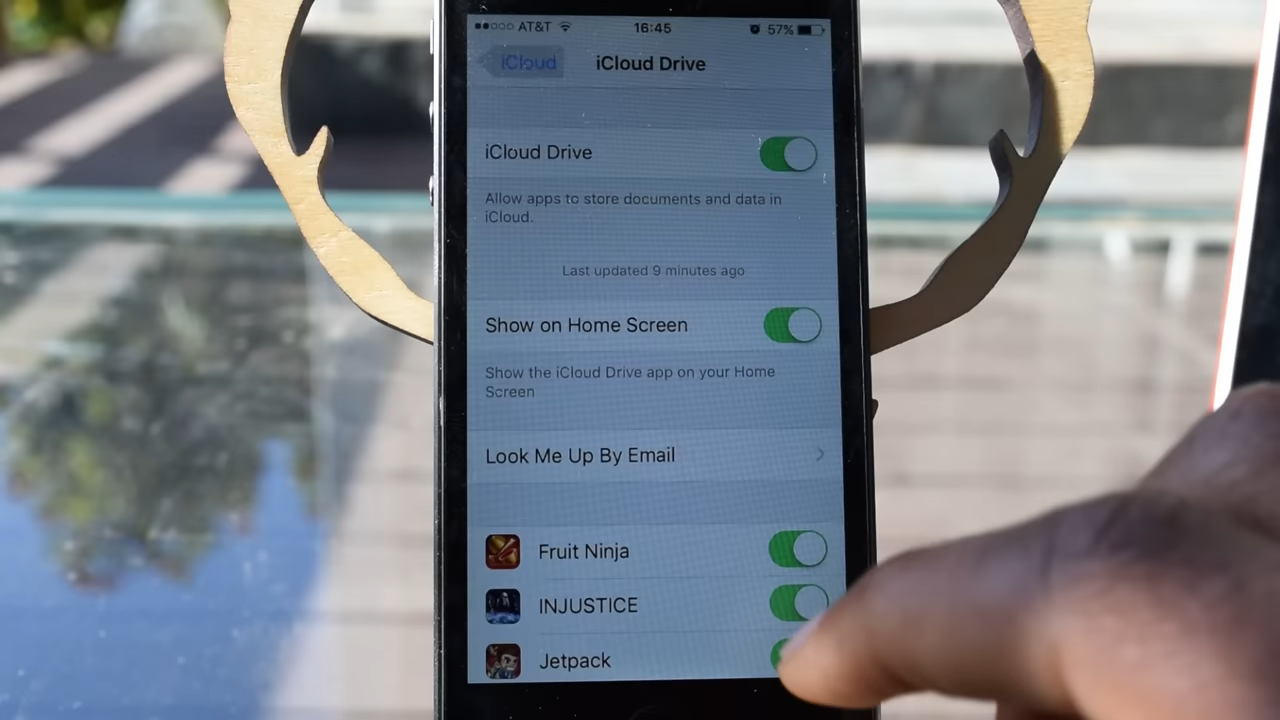 AT&T 16:45 57%
iCloud iCloud Drive
iCloud Drive
Allow apps to store documents and data in
iCloud.
Last updated 9 minutes ago
Show on Home Screen
Show the iCloud Drive app on your Home
Screen
Look Me Up By Email
Fruit Ninja
INJUSTICE
Jetpack